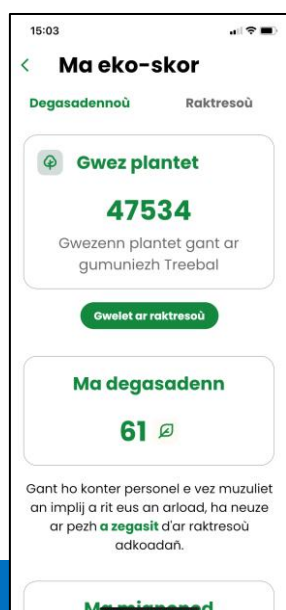 15:03
Ma eko-skor
Degasadennoù Raktresoù
Gwez plantet
47534
Gwezenn plantet gant ar
gumuniezh Treebal
Gwelet ar raktresoù
Ma degasadenn
61
Gant ho konter personel e vez muzuliet
an implij a rit eus an arload, ha neuze
ar pezh a zegasit d'ar raktresoù
adkoadañ.
Ma